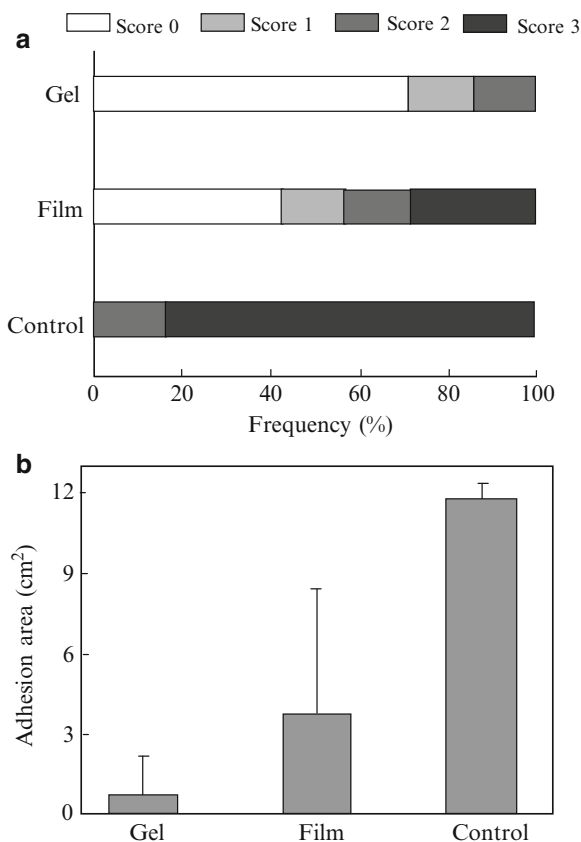 Score 0 Score 1 Score 2 Score 3
a
Gel
Film
Control
0 20 40 60 80 100
Frequency (%)
b
12
9
6
3
0
Adhesion area (cm²)
Gel Film Control